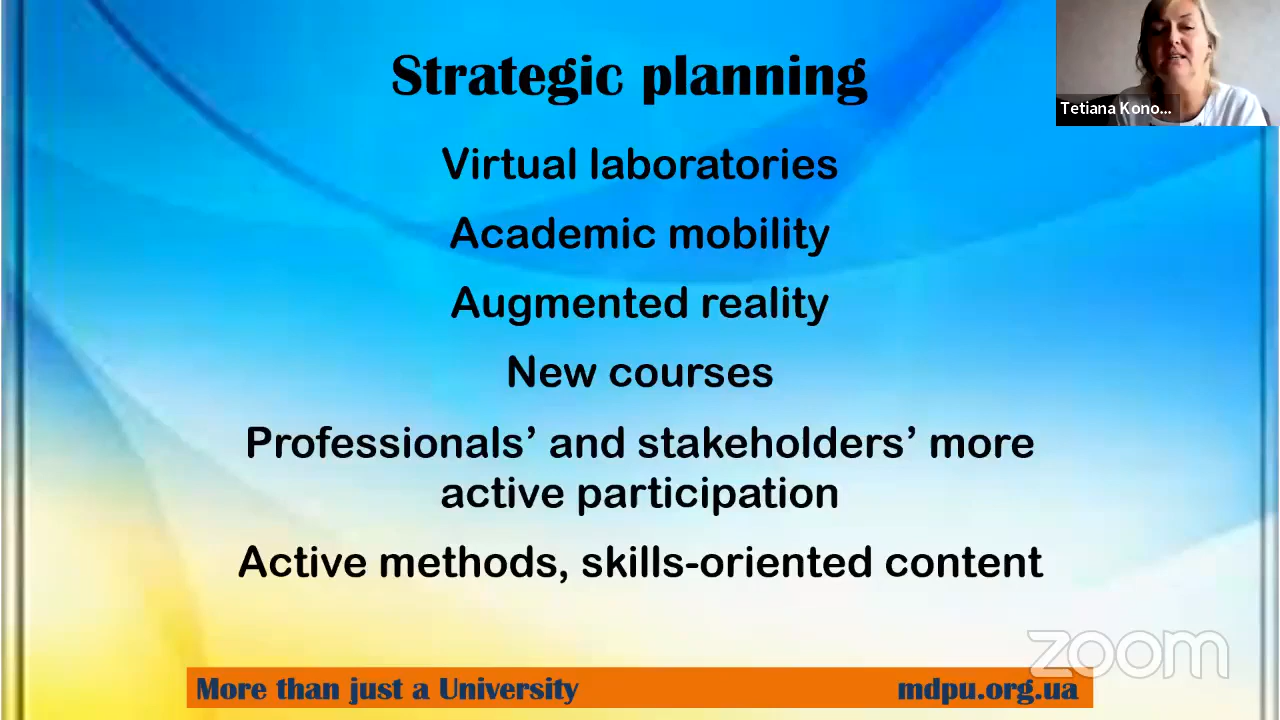 Strategic planning
Tetiana Kono...
Virtual laboratories
Academic mobility
Augmented reality
New courses
Professionals’ and stakeholders’ more
active participation
Active methods, skills-oriented content
zoom
More than just a University
mdpu.org.ua